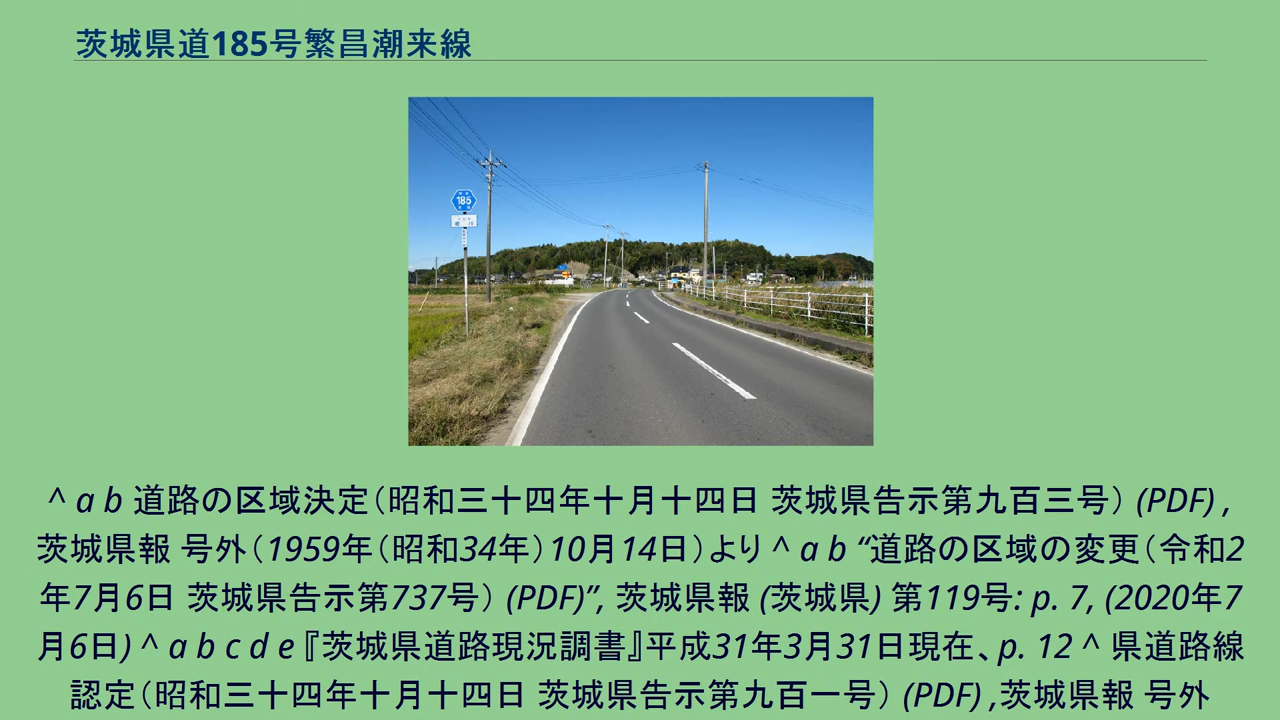 茨城県道185号繁昌潮来線
185
^ a b 道路の区域決定（昭和三十四年十月十四日 茨城県告示第九百三号） (PDF) ,
茨城県報 号外（1959年（昭和34年）10月14日）より ^ a b “道路の区域の変更（令和2
年7月6日 茨城県告示第737号） (PDF)”, 茨城県報 (茨城県) 第119号: p. 7, (2020年7
月6日) ^ a b c d e 『茨城県道路現況調書』平成31年3月31日現在、p. 12 ^ 県道路線
認定（昭和三十四年十月十四日 茨城県告示第九百一号） (PDF) ,茨城県報 号外